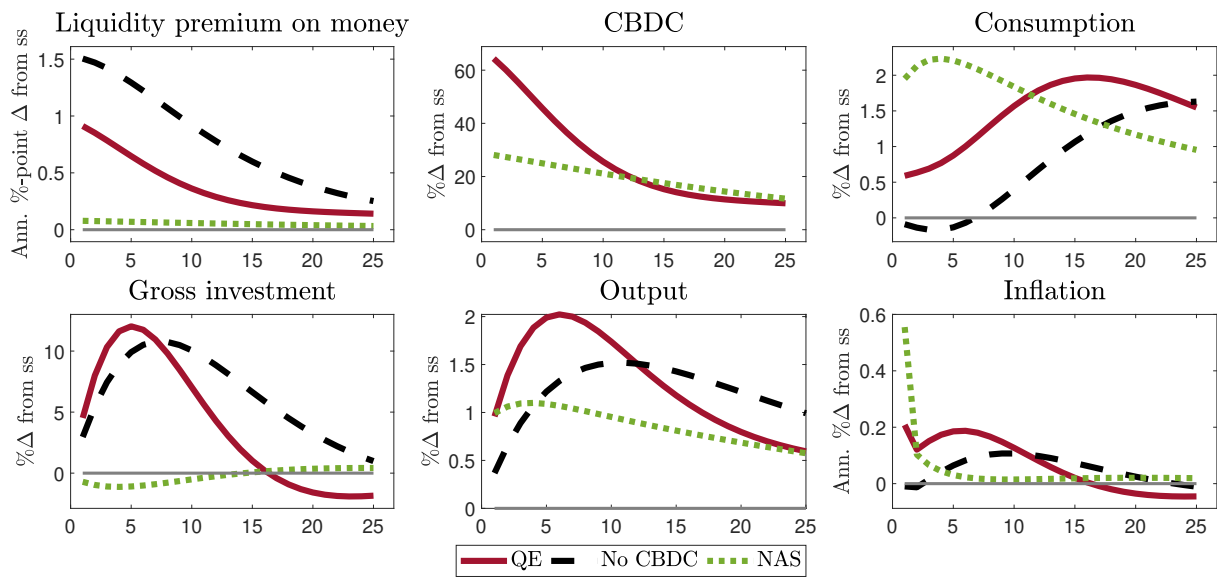 Liquidity premium on money
Ann. %-point Δ from ss
1.5
1
0.5
0
0 5 10 15 20 25
CBDC
%Δ from ss
60
40
20
0
0 5 10 15 20 25
Consumption
%Δ from ss
2
1.5
1
0.5
0
0 5 10 15 20 25
Gross investment
%Δ from ss
10
5
0
0 5 10 15 20 25
Output
%Δ from ss
2
1.5
1
0.5
0
0 5 10 15 20 25
Inflation
Ann. %Δ from ss
0.6
0.4
0.2
0
0 5 10 15 20 25
QE No CBDC NAS